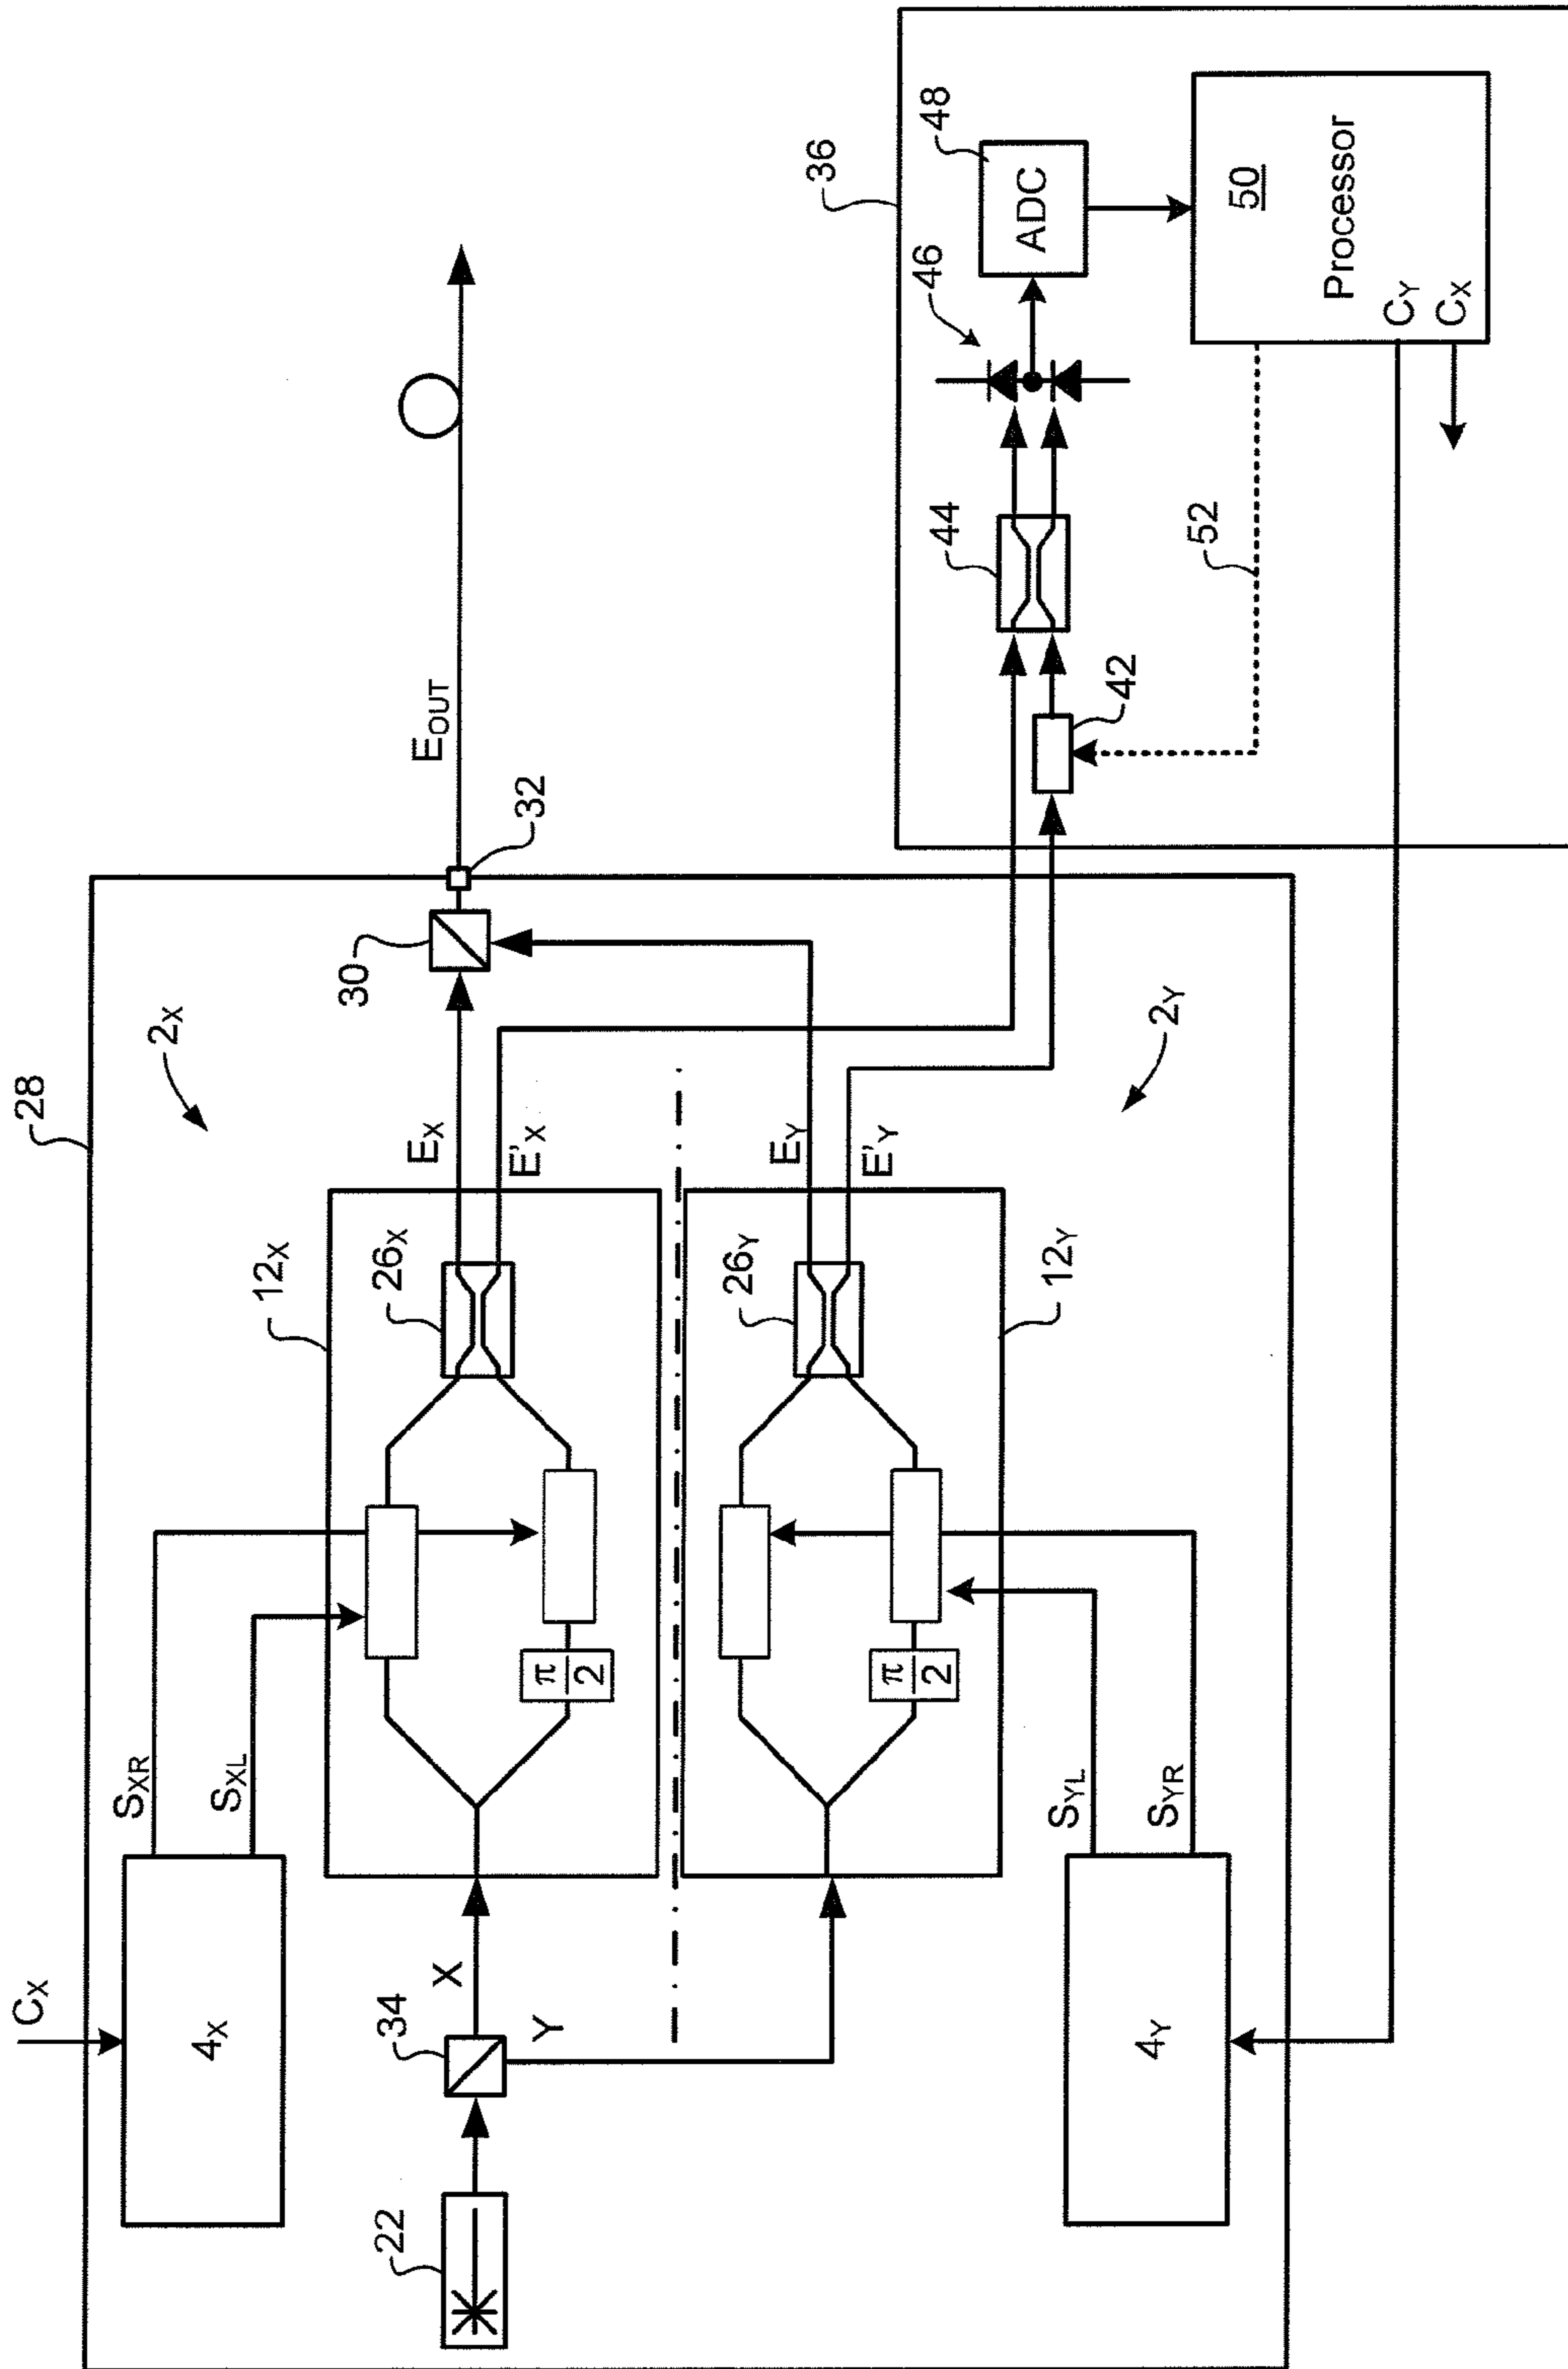 28
2X
CX
4X
SXR
SXL
12X
26X
π
2
EX
E'X
30
32
EOUT
22
34
X
Y
12Y
26Y
π
2
EY
E'Y
2Y
4Y
SYL
SYR
36
42
44
46
48
ADC
52
50
Processor
CY
CX